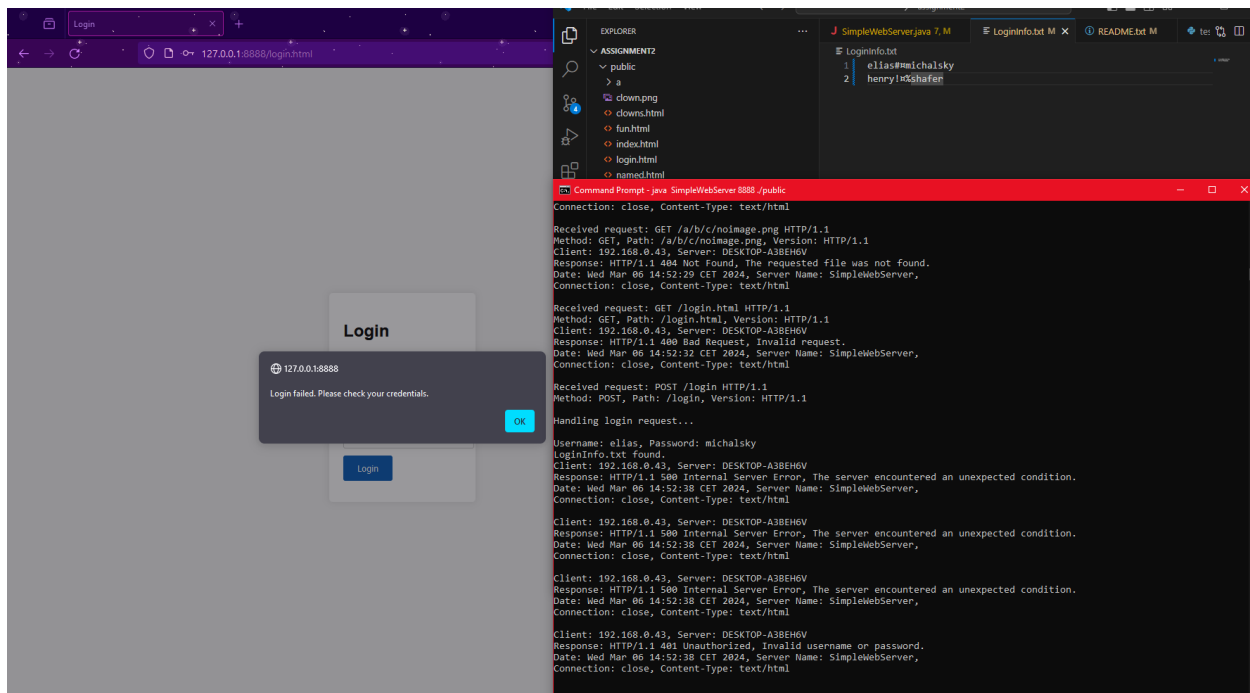 Login
127.0.0.1:8888/login.html
Login
127.0.0.1:8888
Login failed. Please check your credentials.
OK
Login
EXPLORER
ASSIGNMENT2
public
a
clown.png
clowns.html
fun.html
index.html
login.html
named.html
4
SimpleWebServer.java 7, M
LoginInfo.txt M
README.txt M
LoginInfo.txt
1 elias#¤michalsky
2 henry!¤%shafer
Command Prompt - java SimpleWebServer 8888 ./public
Connection: close, Content-Type: text/html
Received request: GET /a/b/c/noimage.png HTTP/1.1
Method: GET, Path: /a/b/c/noimage.png, Version: HTTP/1.1
Client: 192.168.0.43, Server: DESKTOP-A3BEH6V
Response: HTTP/1.1 404 Not Found, The requested file was not found.
Date: Wed Mar 06 14:52:29 CET 2024, Server Name: SimpleWebServer,
Connection: close, Content-Type: text/html
Received request: GET /login.html HTTP/1.1
Method: GET, Path: /login.html, Version: HTTP/1.1
Client: 192.168.0.43, Server: DESKTOP-A3BEH6V
Response: HTTP/1.1 400 Bad Request, Invalid request.
Date: Wed Mar 06 14:52:32 CET 2024, Server Name: SimpleWebServer,
Connection: close, Content-Type: text/html
Received request: POST /login HTTP/1.1
Method: POST, Path: /login, Version: HTTP/1.1
Handling login request...
Username: elias, Password: michalsky
LoginInfo.txt found.
Client: 192.168.0.43, Server: DESKTOP-A3BEH6V
Response: HTTP/1.1 500 Internal Server Error, The server encountered an unexpected condition.
Date: Wed Mar 06 14:52:38 CET 2024, Server Name: SimpleWebServer,
Connection: close, Content-Type: text/html
Client: 192.168.0.43, Server: DESKTOP-A3BEH6V
Response: HTTP/1.1 500 Internal Server Error, The server encountered an unexpected condition.
Date: Wed Mar 06 14:52:38 CET 2024, Server Name: SimpleWebServer,
Connection: close, Content-Type: text/html
Client: 192.168.0.43, Server: DESKTOP-A3BEH6V
Response: HTTP/1.1 500 Internal Server Error, The server encountered an unexpected condition.
Date: Wed Mar 06 14:52:38 CET 2024, Server Name: SimpleWebServer,
Connection: close, Content-Type: text/html
Client: 192.168.0.43, Server: DESKTOP-A3BEH6V
Response: HTTP/1.1 401 Unauthorized, Invalid username or password.
Date: Wed Mar 06 14:52:38 CET 2024, Server Name: SimpleWebServer,
Connection: close, Content-Type: text/html